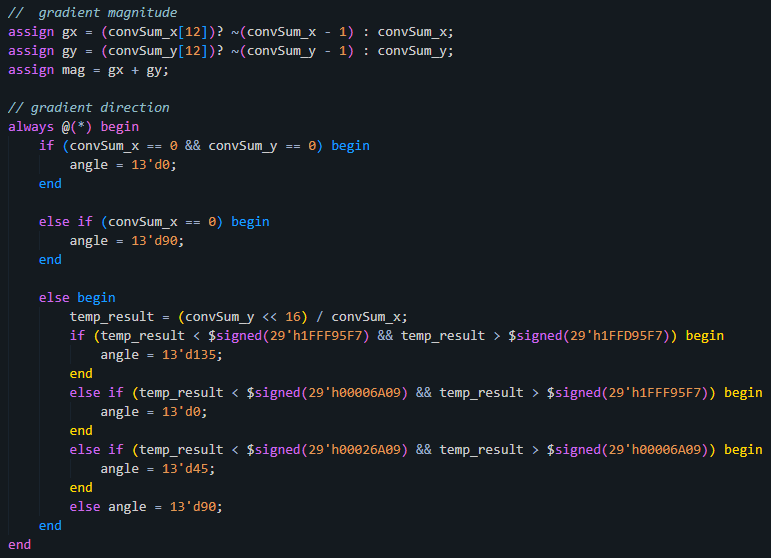 //  gradient magnitude
assign gx = (convSum_x[12])? ~(convSum_x - 1) : convSum_x;
assign gy = (convSum_y[12])? ~(convSum_y - 1) : convSum_y;
assign mag = gx + gy;

// gradient direction
always @(*) begin
    if (convSum_x == 0 && convSum_y == 0) begin
        angle = 13'd0;
    end

    else if (convSum_x == 0) begin
        angle = 13'd90;
    end

    else begin
        temp_result = (convSum_y << 16) / convSum_x;
        if (temp_result < $signed(29'h1FFF95F7) && temp_result > $signed(29'h1FFD95F7)) begin
            angle = 13'd135;
        end
        else if (temp_result < $signed(29'h00006A09) && temp_result > $signed(29'h1FFF95F7)) begin
            angle = 13'd0;
        end
        else if (temp_result < $signed(29'h00026A09) && temp_result > $signed(29'h00006A09)) begin
            angle = 13'd45;
        end
        else angle = 13'd90;
    end
end